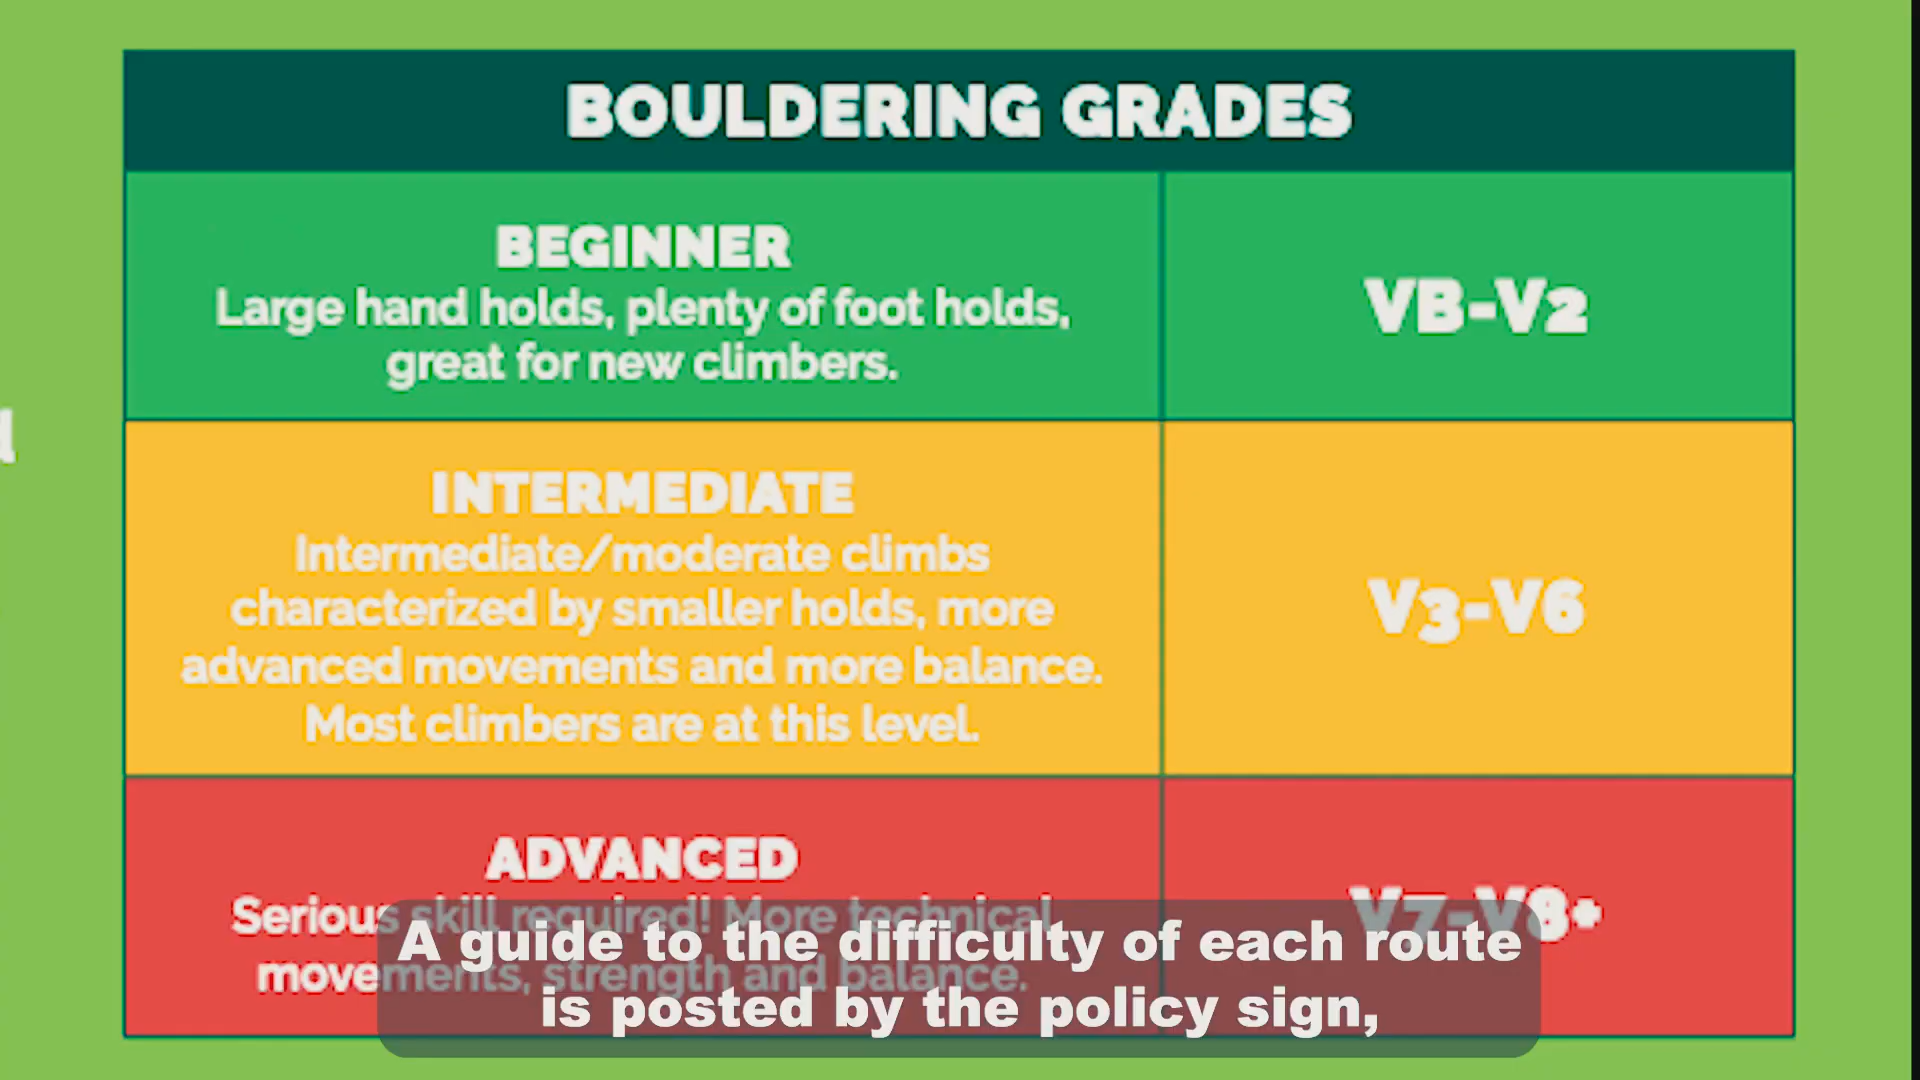 BOULDERING GRADES
BEGINNER
Large hand holds, plenty of foot holds,
great for new climbers.
VB-V2
INTERMEDIATE
Intermediate/moderate climbs
characterized by smaller holds, more
advanced movements and more balance.
Most climbers are at this level.
V3-V6
ADVANCED
Serious skill required! More technical
movements, strength and balance.
V7-V8+
A guide to the difficulty of each route
is posted by the policy sign,